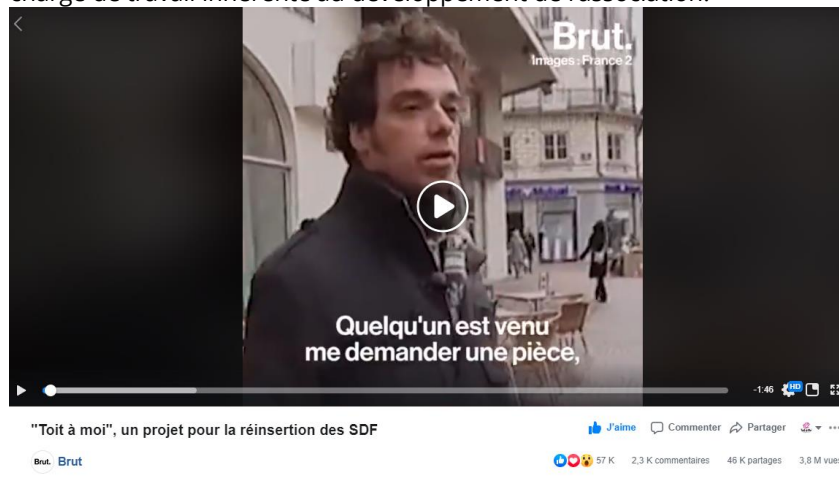 charge de travail inhérente au développement de l'association.
Brut.
Images : France 2
Quelqu'un est venu
me demander une pièce,
-1:46 HD
"Toit à moi", un projet pour la réinsertion des SDF
J'aime Commenter Partager
Brut. Brut
57 K 2,3 K commentaires 46 K partages 3,8 M vues